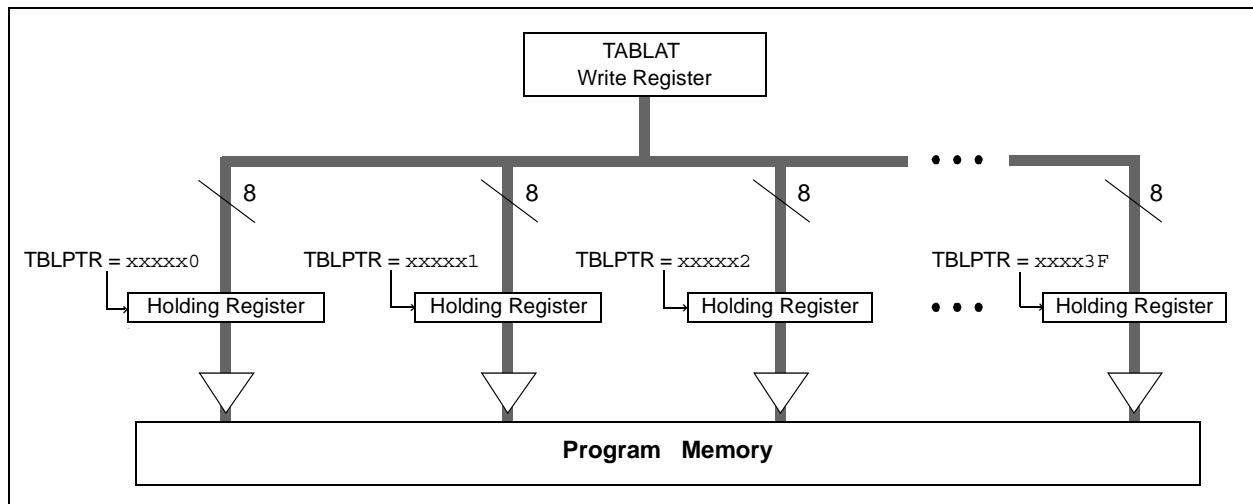 TABLAT
Write Register
8 8 8 8
TBLPTR = xxxxx0 TBLPTR = xxxxx1 TBLPTR = xxxxx2 TBLPTR = xxxx3F
Holding Register Holding Register Holding Register Holding Register
Program Memory